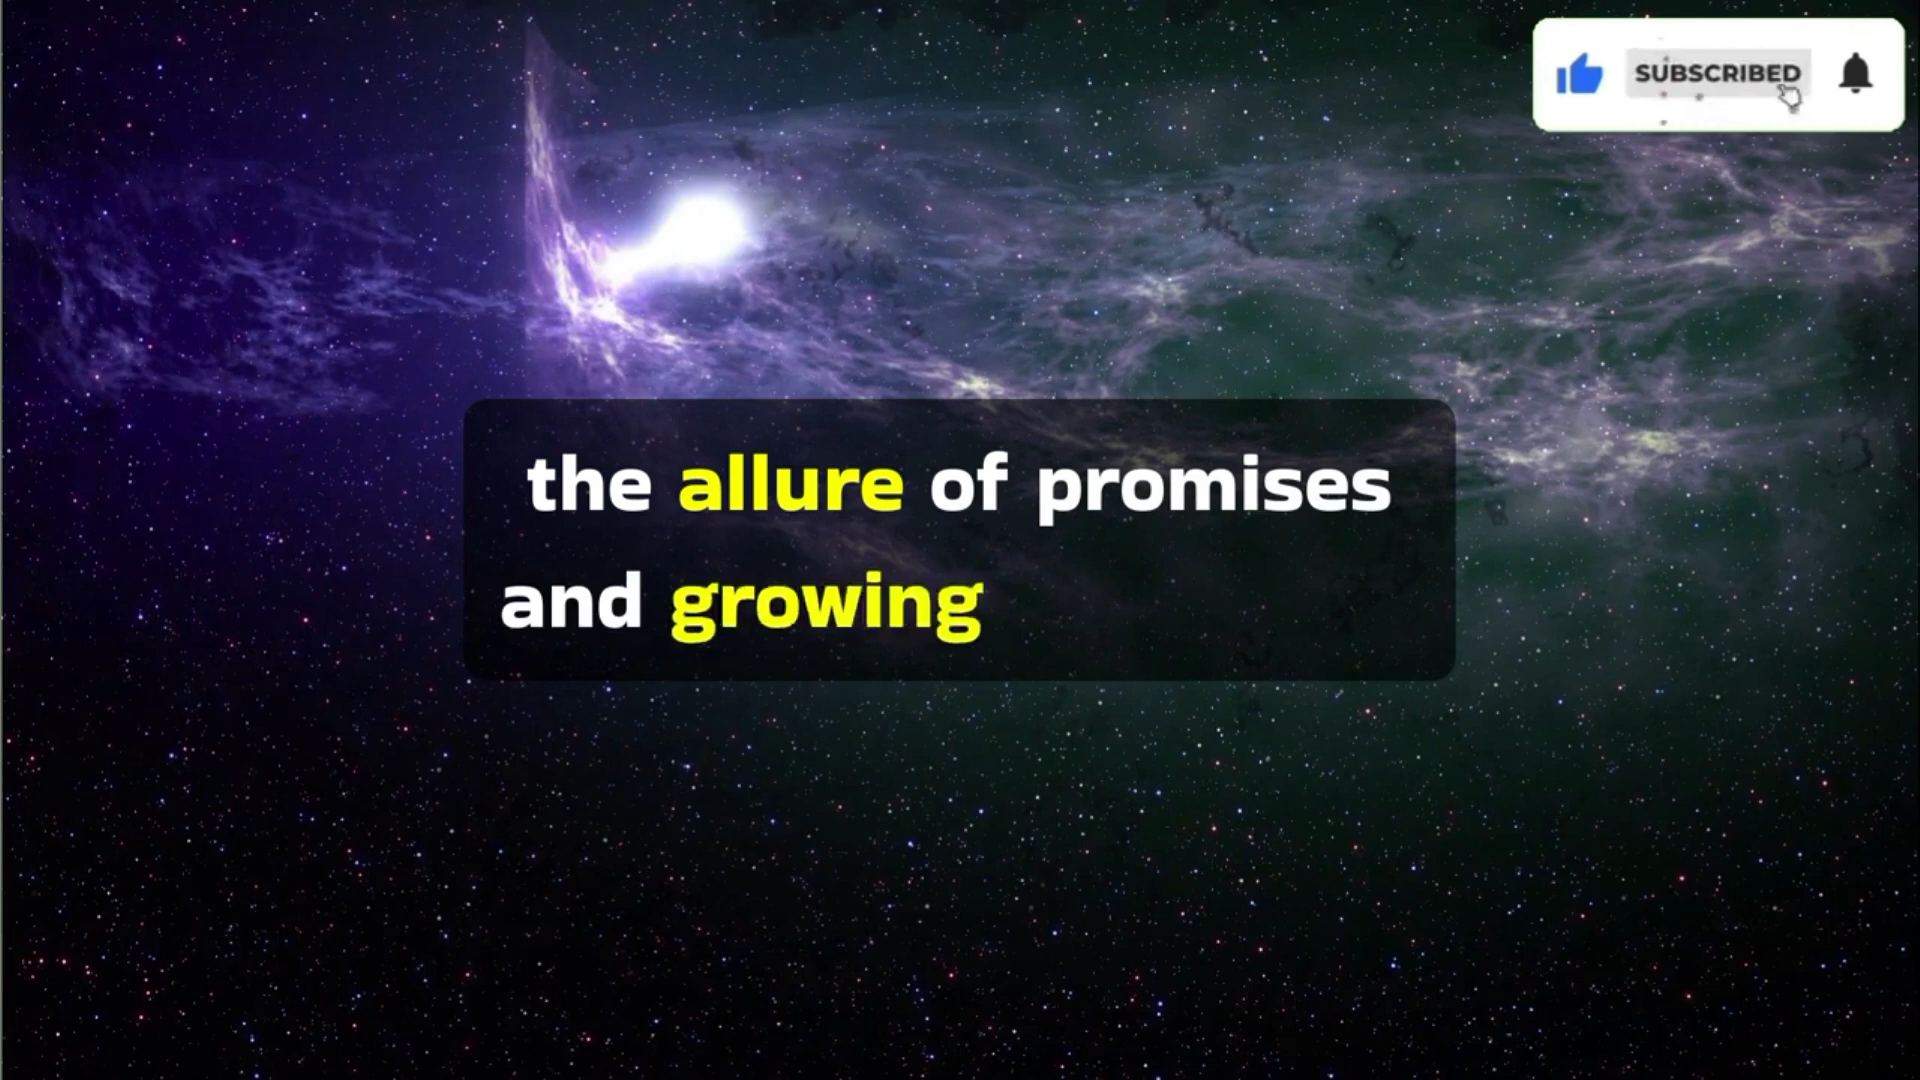 SUBSCRIBED
the allure of promises
and growing